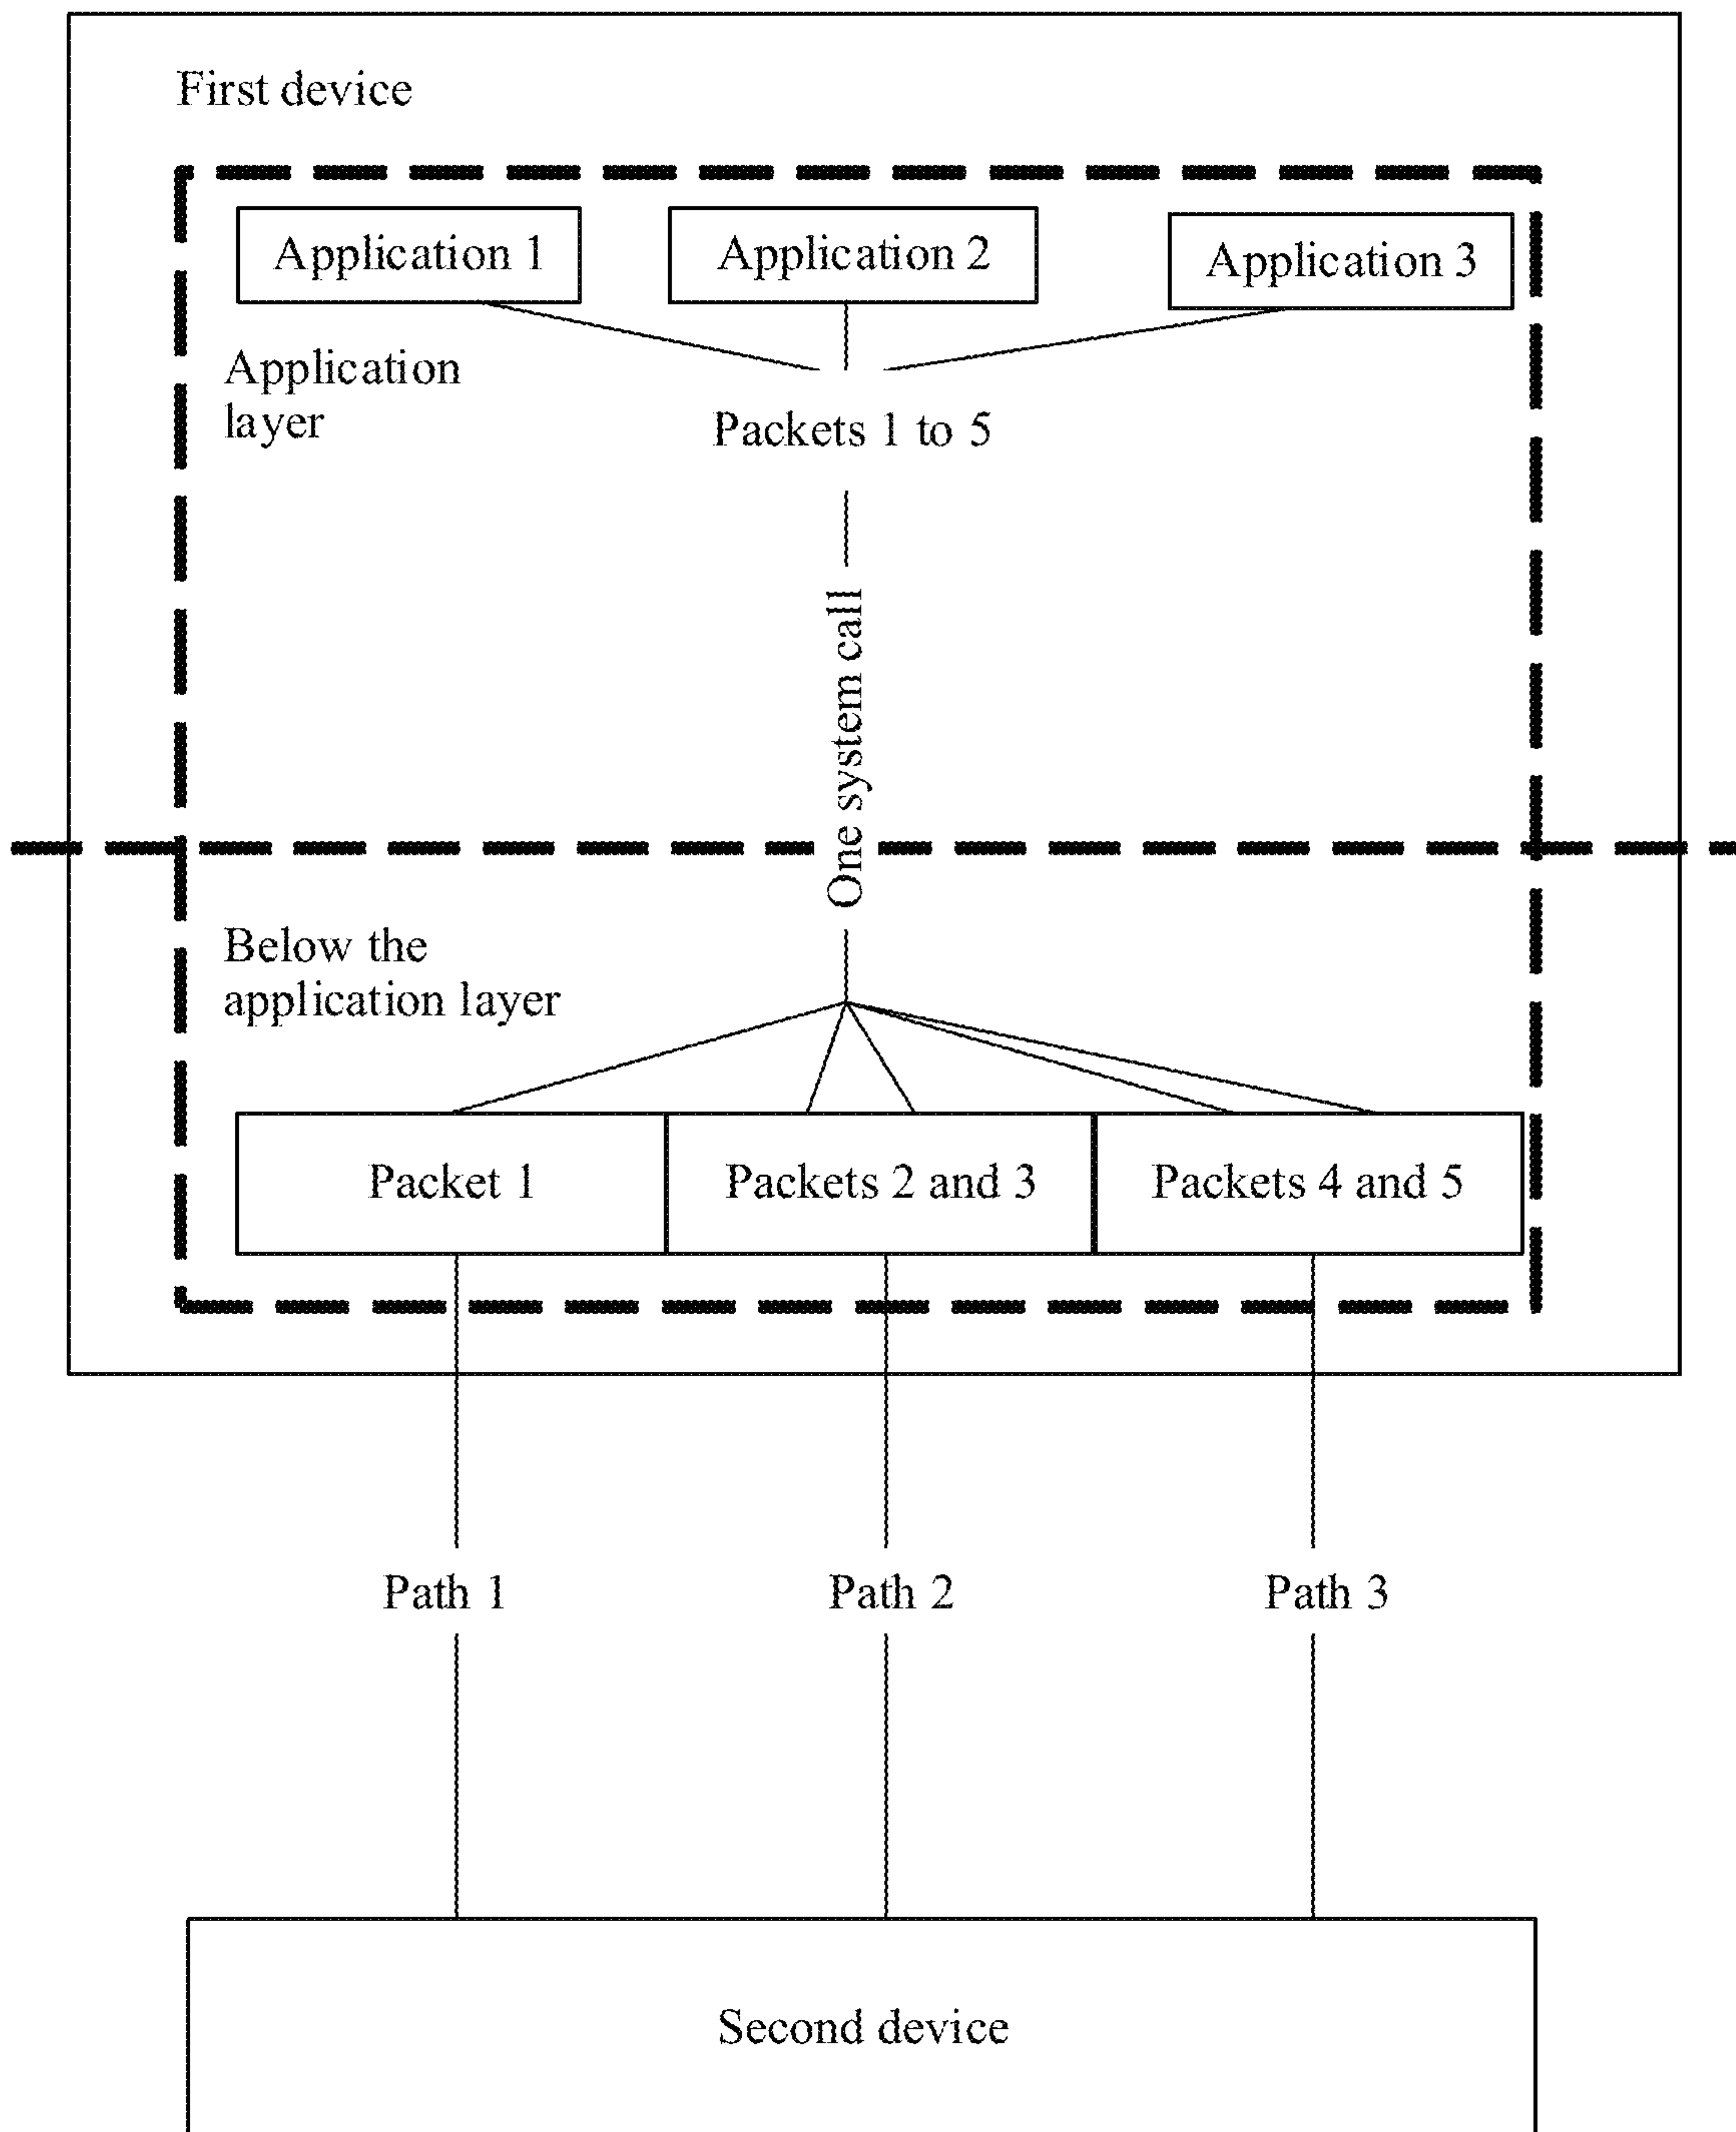 First device
Application 1
Application 2
Application 3
Application
layer
Packets 1 to 5
One system call
Below the
application layer
Packet 1
Packets 2 and 3
Packets 4 and 5
Path 1
Path 2
Path 3
Second device